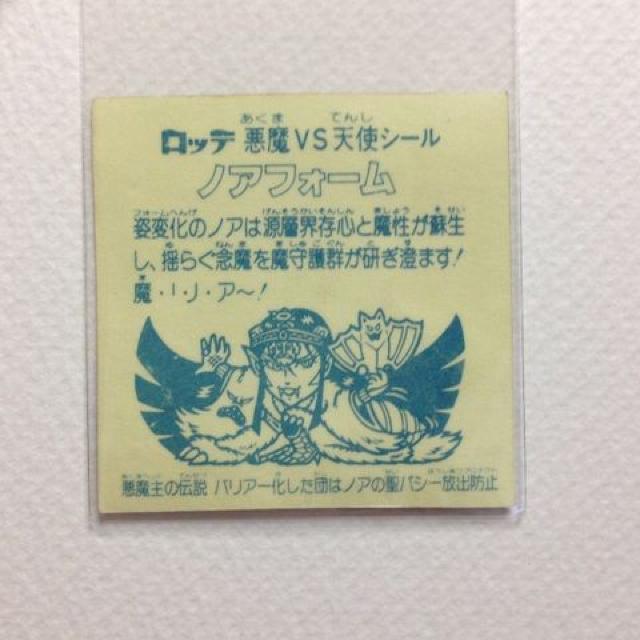 ロッテ 悪魔VS天使シール
ノアフォーム
姿変化のノアは源魔界存心と魔性が蘇生
し、揺らぐ念魔を魔守護群が研ぎ澄ます!
魔・I・J・ア〜!
悪魔主の伝説 バリアー化した団はノアの聖パシー放出防止